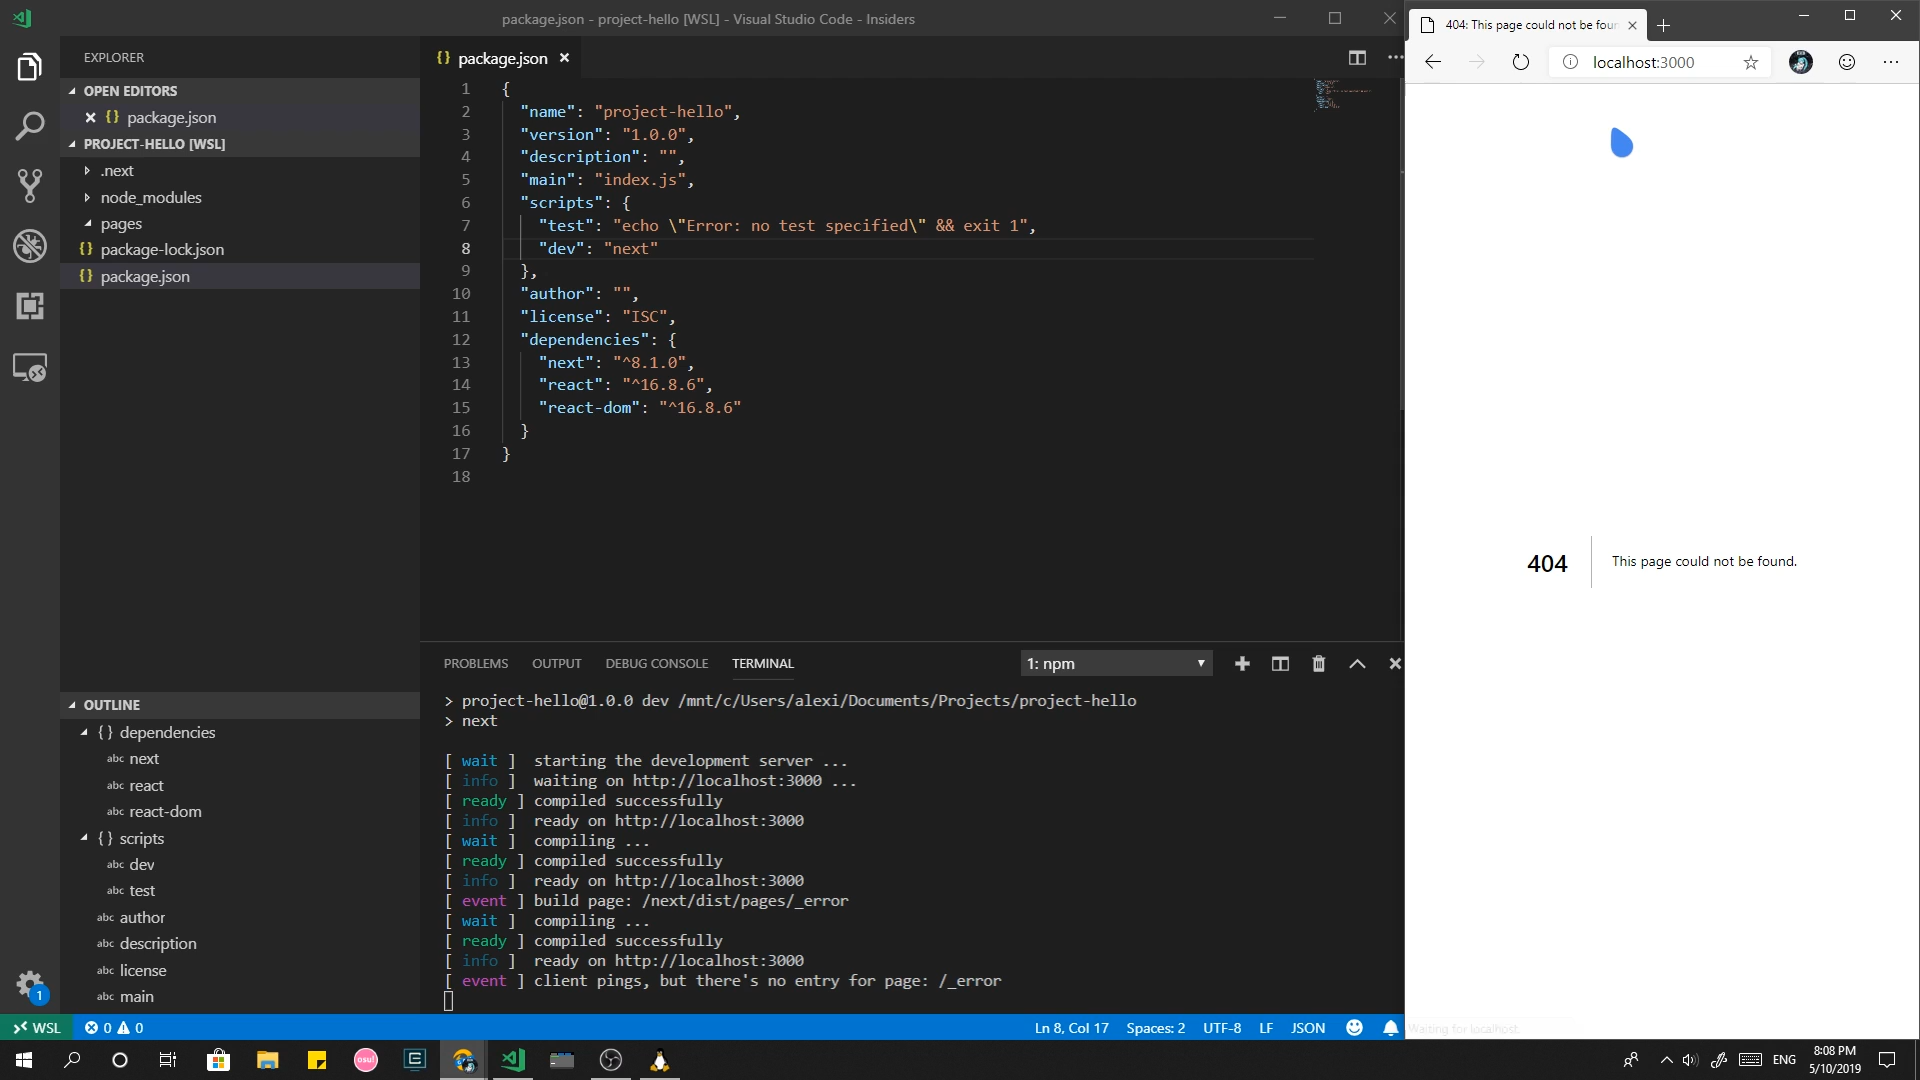 package.json - project-hello [WSL] - Visual Studio Code - Insiders
EXPLORER
OPEN EDITORS
{} package.json
PROJECT-HELLO [WSL]
.next
node_modules
pages
{} package-lock.json
{} package.json
OUTLINE
{} dependencies
abc next
abc react
abc react-dom
{} scripts
abc dev
abc test
abc author
abc description
abc license
abc main
{} package.json
1 {
2 "name": "project-hello",
3 "version": "1.0.0",
4 "description": "",
5 "main": "index.js",
6 "scripts": {
7 "test": "echo \"Error: no test specified\" && exit 1",
8 "dev": "next"
9 },
10 "author": "",
11 "license": "ISC",
12 "dependencies": {
13 "next": "^8.1.0",
14 "react": "^16.8.6",
15 "react-dom": "^16.8.6"
16 }
17 }
18
PROBLEMS OUTPUT DEBUG CONSOLE TERMINAL 1: npm
> project-hello@1.0.0 dev /mnt/c/Users/alexi/Documents/Projects/project-hello
> next
[ wait ] starting the development server ...
[ info ] waiting on http://localhost:3000 ...
[ ready ] compiled successfully
[ info ] ready on http://localhost:3000
[ wait ] compiling ...
[ ready ] compiled successfully
[ info ] ready on http://localhost:3000
[ event ] build page: /next/dist/pages/_error
[ wait ] compiling ...
[ ready ] compiled successfully
[ info ] ready on http://localhost:3000
[ event ] client pings, but there's no entry for page: /_error
1
WSL 0 0 Ln 8, Col 17 Spaces: 2 UTF-8 LF JSON
404: This page could not be foun
localhost:3000
404 This page could not be found.
Waiting for localhost
osu!
ENG
8:08 PM
5/10/2019